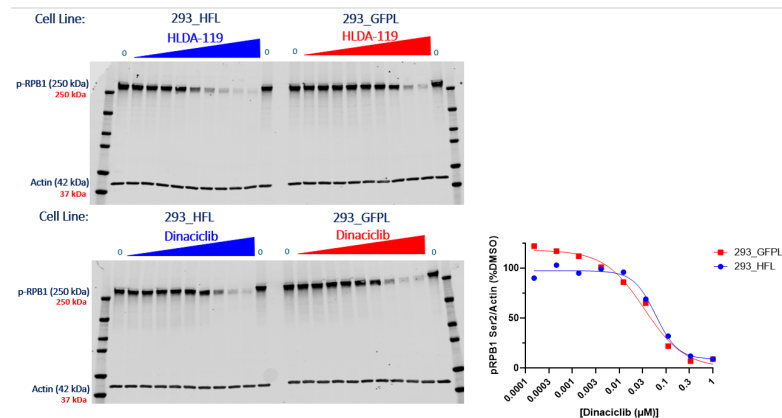 Cell Line: 293_HFL 293_GFPL
HLDA-119 HLDA-119
0 0 0 0
p-RPB1 (250 kDa)
250 kDa
Actin (42 kDa)
37 kDa
Cell Line: 293_HFL 293_GFPL
Dinaciclib Dinaciclib
0 0 0 0
p-RPB1 (250 kDa)
250 kDa
Actin (42 kDa)
37 kDa
pRPB1 Ser2/Actin (%DMSO)
100
50
0
0.0001 0.0003 0.001 0.003 0.01 0.03 0.1 0.3 1
[Dinaciclib (µM)]
293_GFPL
293_HFL